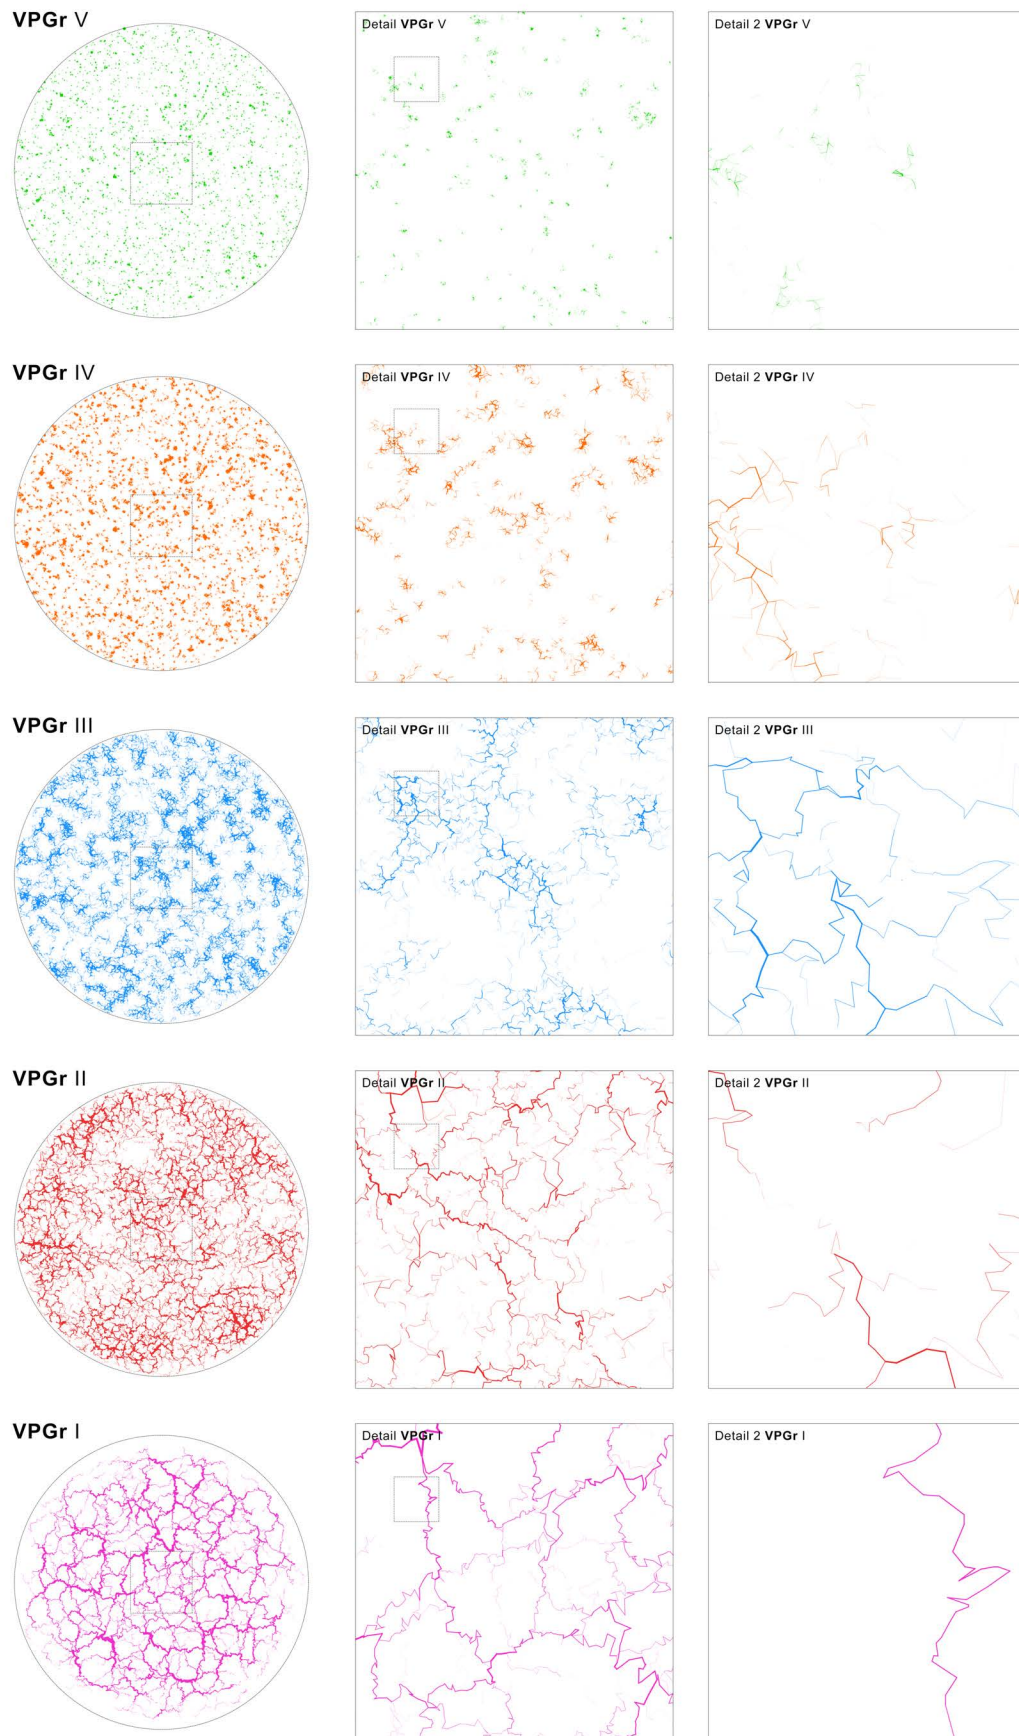 VPGr V
Detail VPGr V
Detail 2 VPGr V
VPGr IV
Detail VPGr IV
Detail 2 VPGr IV
VPGr III
Detail VPGr III
Detail 2 VPGr III
VPGr II
Detail VPGr II
Detail 2 VPGr II
VPGr I
Detail VPGr I
Detail 2 VPGr I